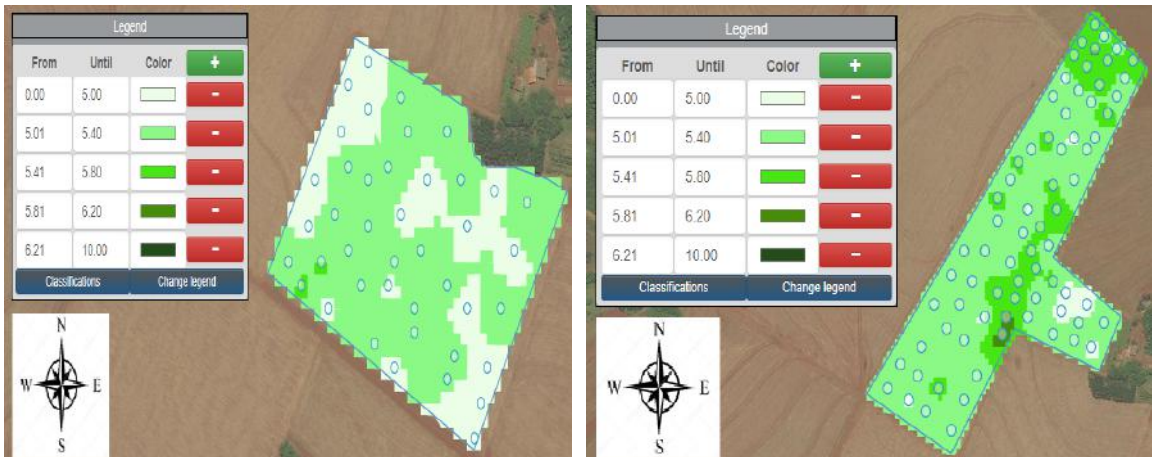 Legend
From Until Color +
0.00 5.00 -
5.01 5.40 -
5.41 5.80 -
5.81 6.20 -
6.21 10.00 -
Classifications Change legend
N
W E
S
Legend
From Until Color +
0.00 5.00 -
5.01 5.40 -
5.41 5.80 -
5.81 6.20 -
6.21 10.00 -
Classifications Change legend
N
W E
S